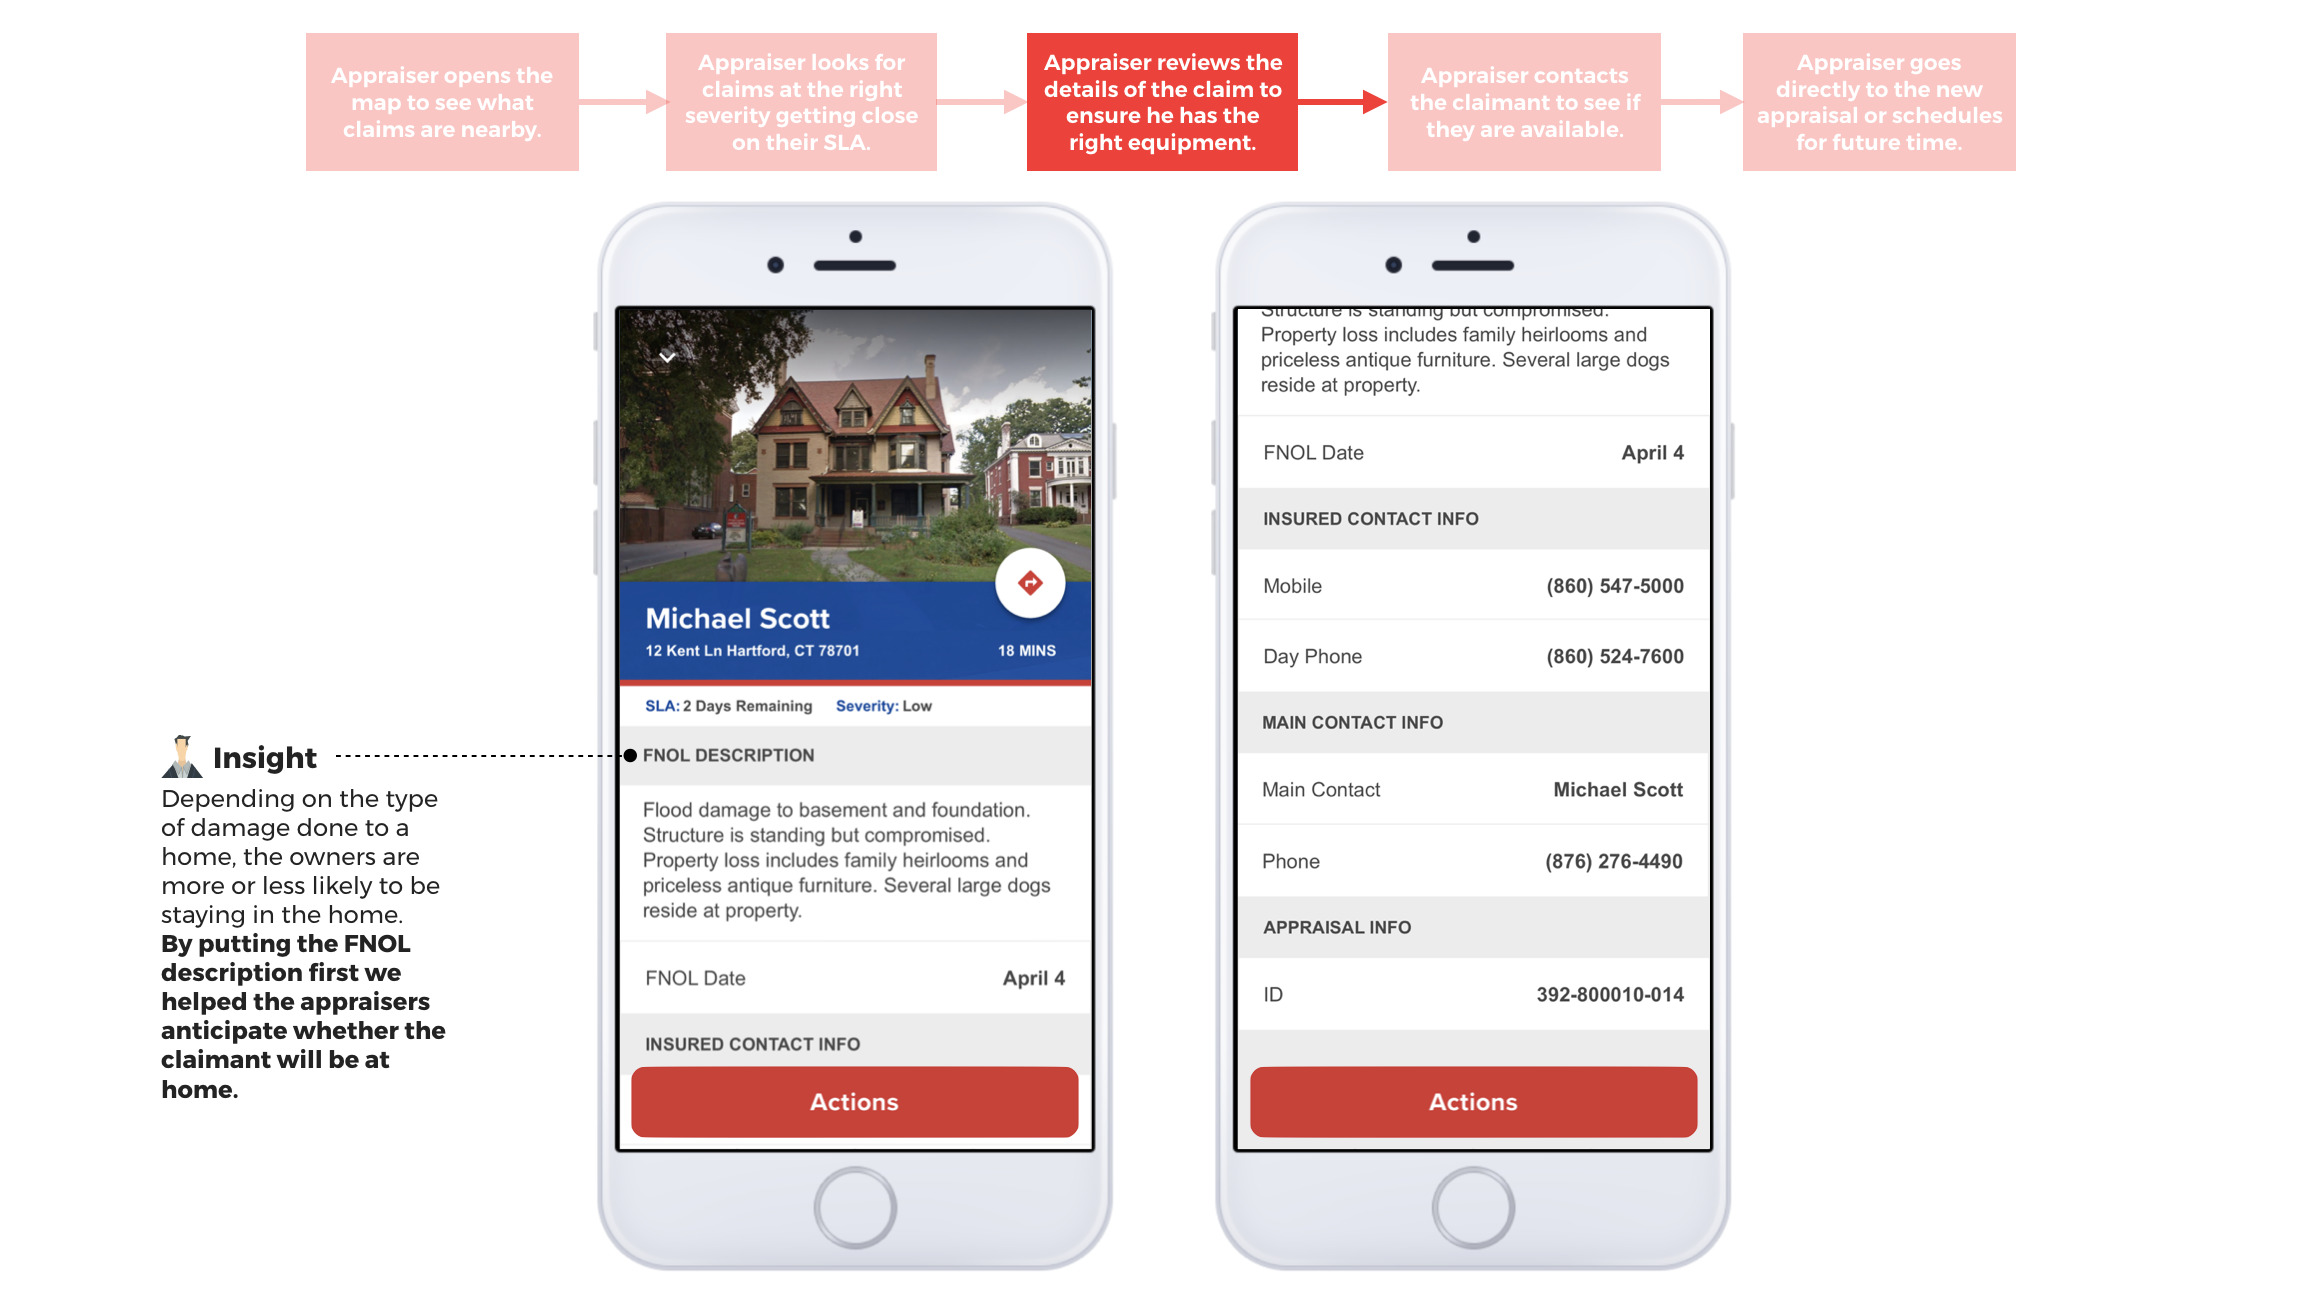 Appraiser opens the
map to see what
claims are nearby.
Appraiser looks for
claims at the right
severity getting close
on their SLA.
Appraiser reviews the
details of the claim to
ensure he has the
right equipment.
Appraiser contacts
the claimant to see if
they are available.
Appraiser goes
directly to the new
appraisal or schedules
for future time.
Insight
Depending on the type
of damage done to a
home, the owners are
more or less likely to be
staying in the home.
By putting the FNOL
description first we
helped the appraisers
anticipate whether the
claimant will be at
home.
Michael Scott
12 Kent Ln Hartford, CT 78701
18 MINS
SLA: 2 Days Remaining Severity: Low
FNOL DESCRIPTION
Flood damage to basement and foundation.
Structure is standing but compromised.
Property loss includes family heirlooms and
priceless antique furniture. Several large dogs
reside at property.
FNOL Date April 4
INSURED CONTACT INFO
Actions
Structure is standing but compromised.
Property loss includes family heirlooms and
priceless antique furniture. Several large dogs
reside at property.
FNOL Date April 4
INSURED CONTACT INFO
Mobile (860) 547-5000
Day Phone (860) 524-7600
MAIN CONTACT INFO
Main Contact Michael Scott
Phone (876) 276-4490
APPRAISAL INFO
ID 392-800010-014
Actions